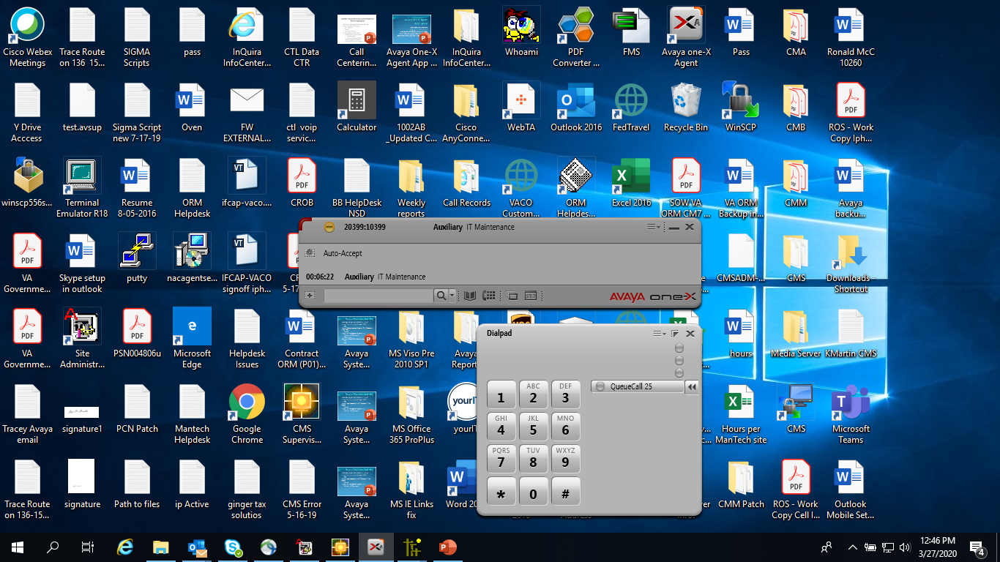 Cisco Webex
Meetings
Trace Route
on 136 15...
SIGMA
Scripts
pass
InQuira
InfoCenter...
CTL Data
CTR
Call
Centering...
Avaya One-X
Agent App ...
InQuira
InfoCenter...
Whoami
PDF
Converter ...
FMS
Avaya one-X
Agent
Pass
CMA
Ronald McC
10260
Y Drive
Acccess
test.avsup
Sigma Script
new 7-17-19
Oven
FW
EXTERNAL...
ctl voip
servic...
Calculator
1002AB
_Updated C...
Cisco
AnyConne...
WebTA
Outlook 2016
FedTravel
Recycle Bin
WinSCP
CMB
ROS - Work
Copy Iph...
winscp556s...
Terminal
Emulator R18
Resume
8-05-2016
ORM
Helpdesk
ifcap-vaco....
CROB
BB HelpDesk
NSD
Weekly
reports
Call Records
VACO
Custom...
ORM
Helpdes...
Excel 2016
SOW VA
ORM CM7 ...
VA ORM
Backup in...
CMM
Avaya
backu...
20399:10399
Auxiliary IT Maintenance
Auto-Accept
00:06:22 Auxiliary IT Maintenance
AVAYA one-X
VA
Governme...
Skype setup
in outlook
putty
nacagentse...
IFCAP-VACO
signoff iph...
CMSADM-...
CMS
Downloads -
Shortcut
VA
Governme...
Site
Administr...
PSN004806u
Microsoft
Edge
Helpdesk
Issues
Contract
ORM (P01)...
Avaya
Syste...
MS Viso Pre
2010 SP1
Avaya
Report
hours
Media Server
KMartin CMS
Dialpad
QueueCall 25
1
ABC
2
DEF
3
GHI
4
JKL
5
MNO
6
PQRS
7
TUV
8
WXYZ
9
*
0
#
Tracey Avaya
email
signature1
PCN Patch
Mantech
Helpdesk
Google
Chrome
CMS
Supervis...
Avaya
Syste...
MS Office
365 ProPlus
yourIT
Hours per
ManTech site
CMS
Microsoft
Teams
Trace Route
on 136-15...
signature
Path to files
ip Active
ginger tax
solutios
CMS Error
5-16-19
Avaya
Syste...
MS IE Links
fix
Word 20
CMM Patch
ROS - Work
Copy Cell I...
Outlook
Mobile Set...
12:46 PM
3/27/2020
4